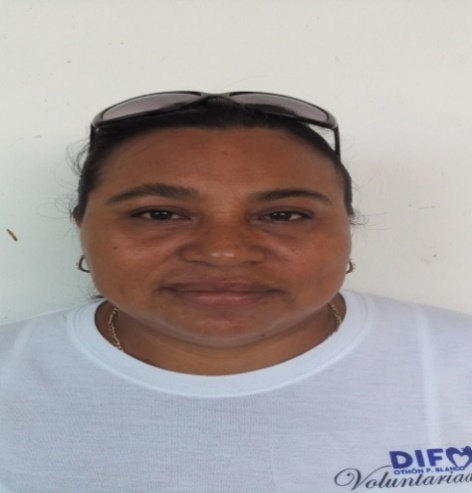 DIF
OTHÓN P. BLANCO
Voluntariad